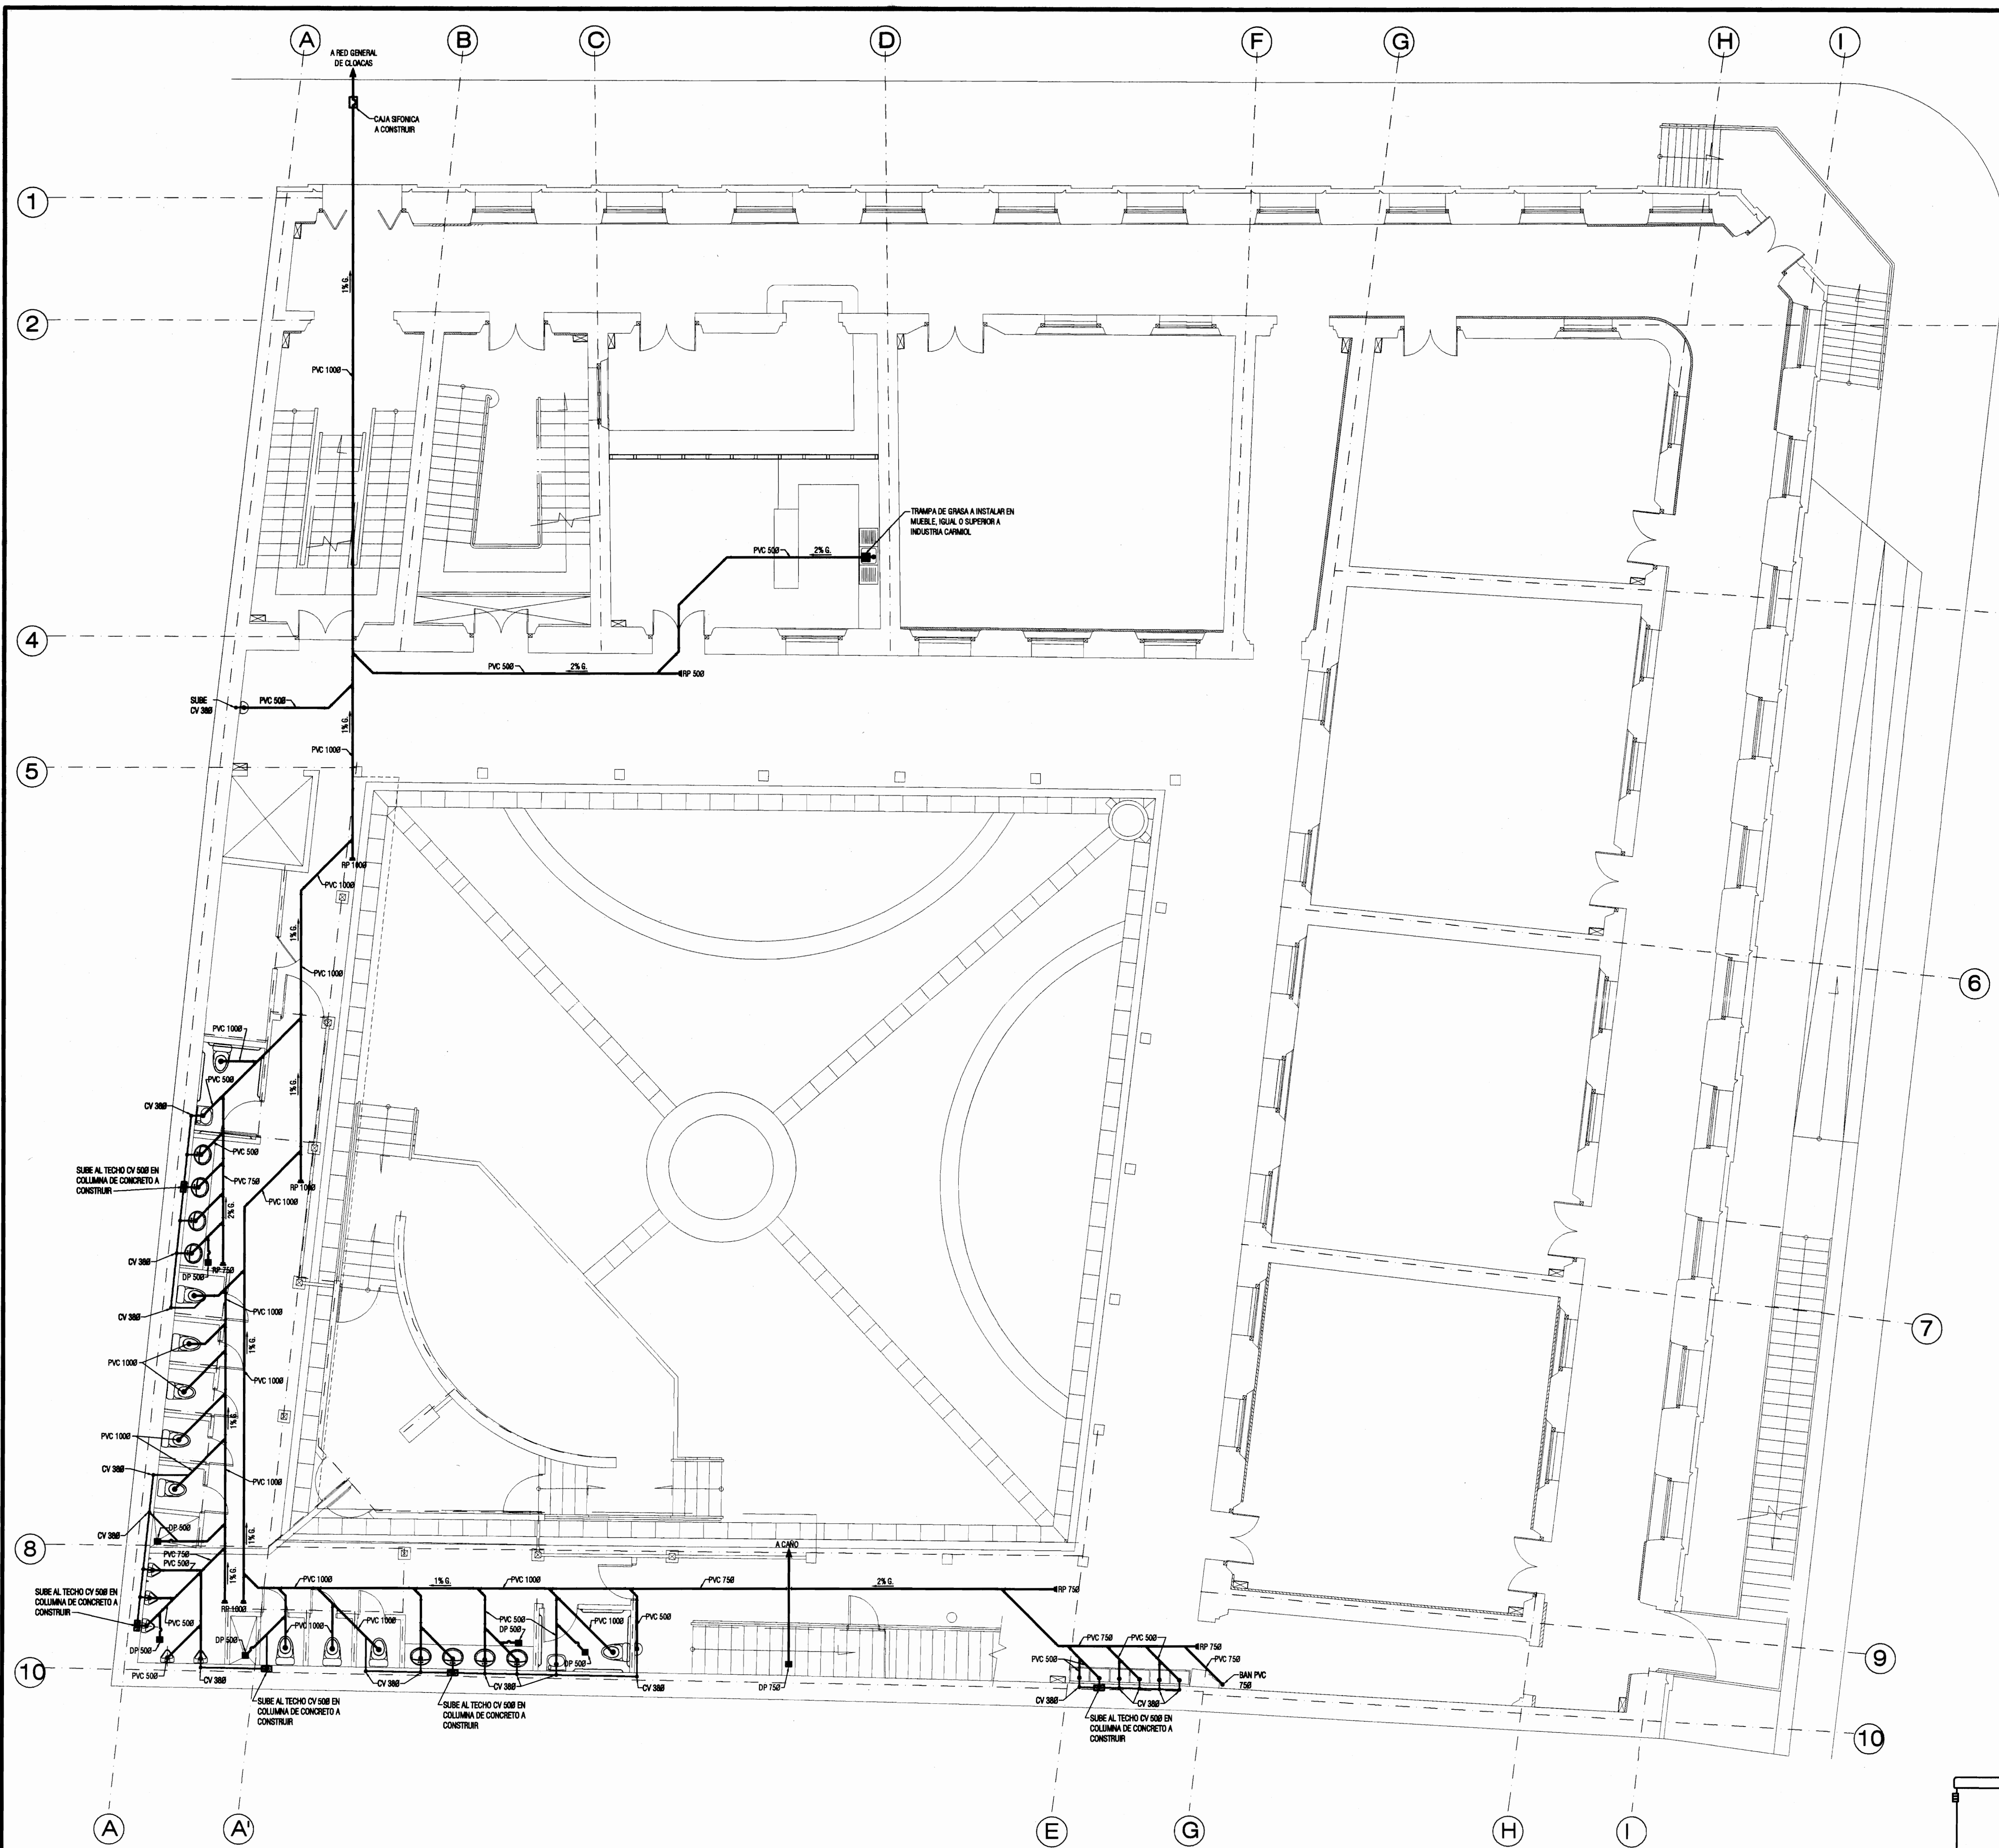 A
B
C
D
F
G
H
I
A RED GENERAL
DE CLOACAS
CAJA SIFONICA
A CONSTRUIR
1
1% G.
2
PVC 100Ø
TRAMPA DE GRASA A INSTALAR EN
MUEBLE, IGUAL O SUPERIOR A
INDUSTRIA CARMIOL
PVC 50Ø
2% G.
4
PVC 50Ø
2% G.
RP 50Ø
SUBE
CV 38Ø
PVC 50Ø
1% G.
PVC 100Ø
5
RP 100Ø
PVC 100Ø
1% G.
PVC 100Ø
6
PVC 100Ø
PVC 50Ø
1% G.
CV 38Ø
PVC 50Ø
SUBE AL TECHO CV 50Ø EN
COLUMNA DE CONCRETO A
CONSTRUIR
PVC 75Ø
RP 100Ø
PVC 100Ø
2% G.
CV 38Ø
DP 50Ø
RP 75Ø
CV 38Ø
PVC 100Ø
7
1% G.
PVC 100Ø
PVC 100Ø
1% G.
PVC 100Ø
CV 38Ø
PVC 100Ø
CV 38Ø
DP 50Ø
1% G.
8
A CAÑO
PVC 75Ø
PVC 50Ø
1% G.
PVC 100Ø
1% G.
PVC 100Ø
PVC 75Ø
2% G.
RP 75Ø
SUBE AL TECHO CV 50Ø EN
COLUMNA DE CONCRETO A
CONSTRUIR
RP 100Ø
PVC 50Ø
DP 50Ø
PVC 100Ø
PVC 100Ø
PVC 50Ø
DP 50Ø
PVC 100Ø
PVC 50Ø
DP 50Ø
DP 50Ø
PVC 50Ø
CV 38Ø
CV 38Ø
CV 38Ø
CV 38Ø
DP 75Ø
PVC 75Ø
PVC 50Ø
RP 75Ø
PVC 50Ø
PVC 75Ø
BAN PVC
75Ø
CV 38Ø
CV 38Ø
9
10
SUBE AL TECHO CV 50Ø EN
COLUMNA DE CONCRETO A
CONSTRUIR
SUBE AL TECHO CV 50Ø EN
COLUMNA DE CONCRETO A
CONSTRUIR
SUBE AL TECHO CV 50Ø EN
COLUMNA DE CONCRETO A
CONSTRUIR
10
A
A'
E
G
H
I